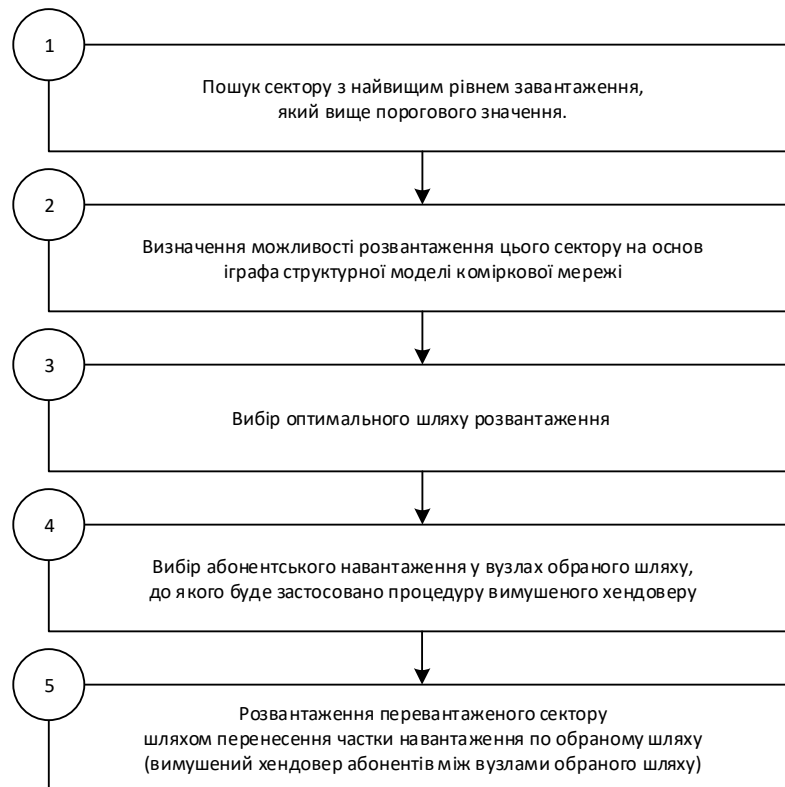 1
Пошук сектору з найвищим рівнем завантаження,
який вище порогового значення.
2
Визначення можливості розвантаження цього сектору на основ
іграфа структурної моделі коміркової мережі
3
Вибір оптимального шляху розвантаження
4
Вибір абонентського навантаження у вузлах обраного шляху,
до якого буде застосовано процедуру вимушеного хендоверу
5
Розвантаження перевантаженого сектору
шляхом перенесення частки навантаження по обраному шляху
(вимушений хендовер абонентів між вузлами обраного шляху)